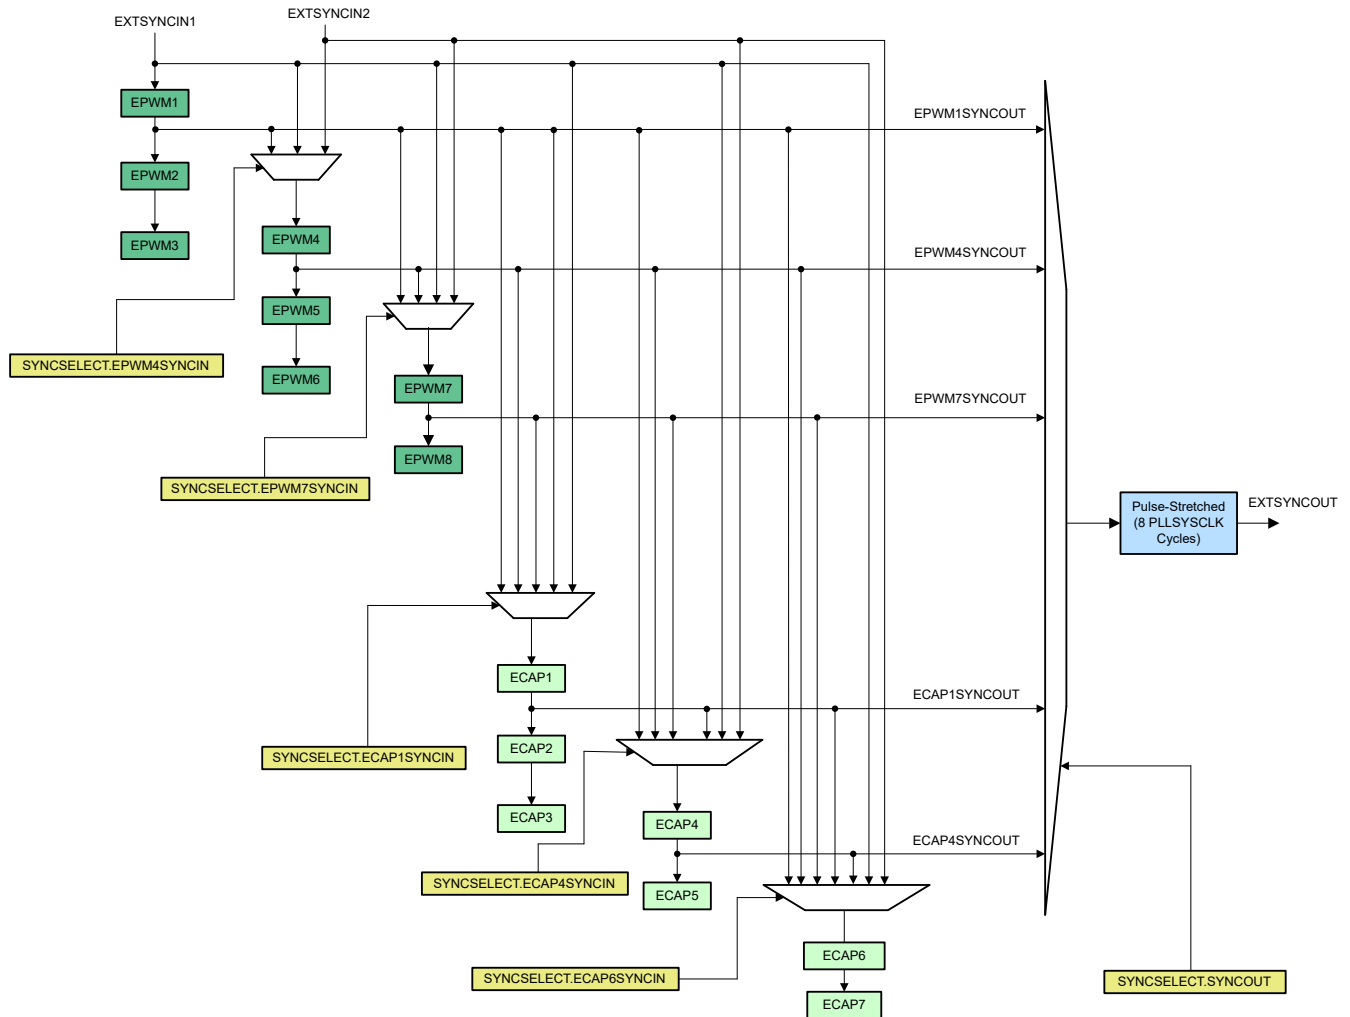 EXTSYNCIN1
EXTSYNCIN2
EPWM1
EPWM1SYNCOUT
EPWM2
EPWM3
EPWM4
EPWM4SYNCOUT
EPWM5
SYNCSELECT.EPWM4SYNCIN
EPWM6
EPWM7
EPWM7SYNCOUT
EPWM8
SYNCSELECT.EPWM7SYNCIN
Pulse-Stretched
(8 PLLSYSCLK
Cycles)
EXTSYNCOUT
ECAP1
ECAP1SYNCOUT
ECAP2
SYNCSELECT.ECAP1SYNCIN
ECAP3
ECAP4
ECAP4SYNCOUT
SYNCSELECT.ECAP4SYNCIN
ECAP5
ECAP6
SYNCSELECT.ECAP6SYNCIN
SYNCSELECT.SYNCOUT
ECAP7